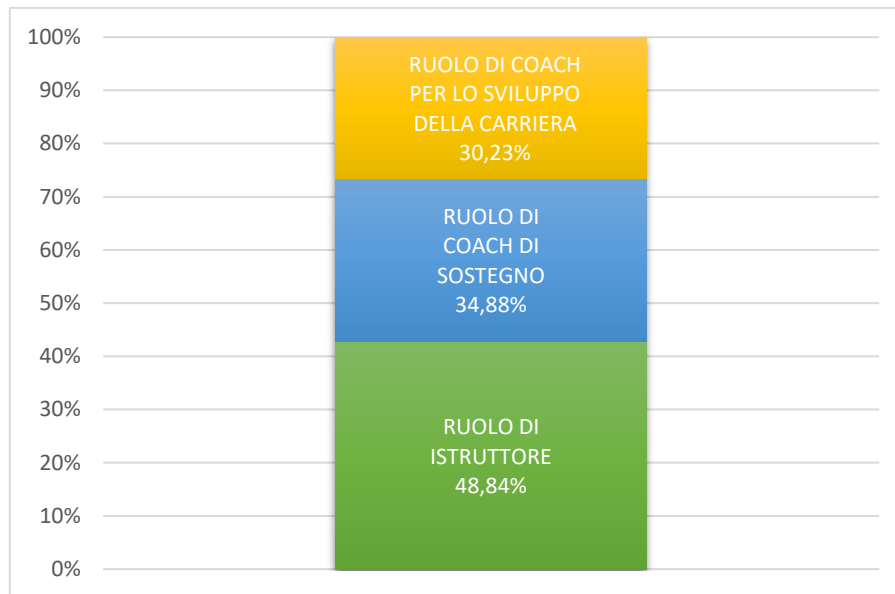 100%
90%
80%
70%
60%
50%
40%
30%
20%
10%
0%
RUOLO DI COACH
PER LO SVILUPPO
DELLA CARRIERA
30,23%
RUOLO DI
COACH DI
SOSTEGNO
34,88%
RUOLO DI
ISTRUTTORE
48,84%